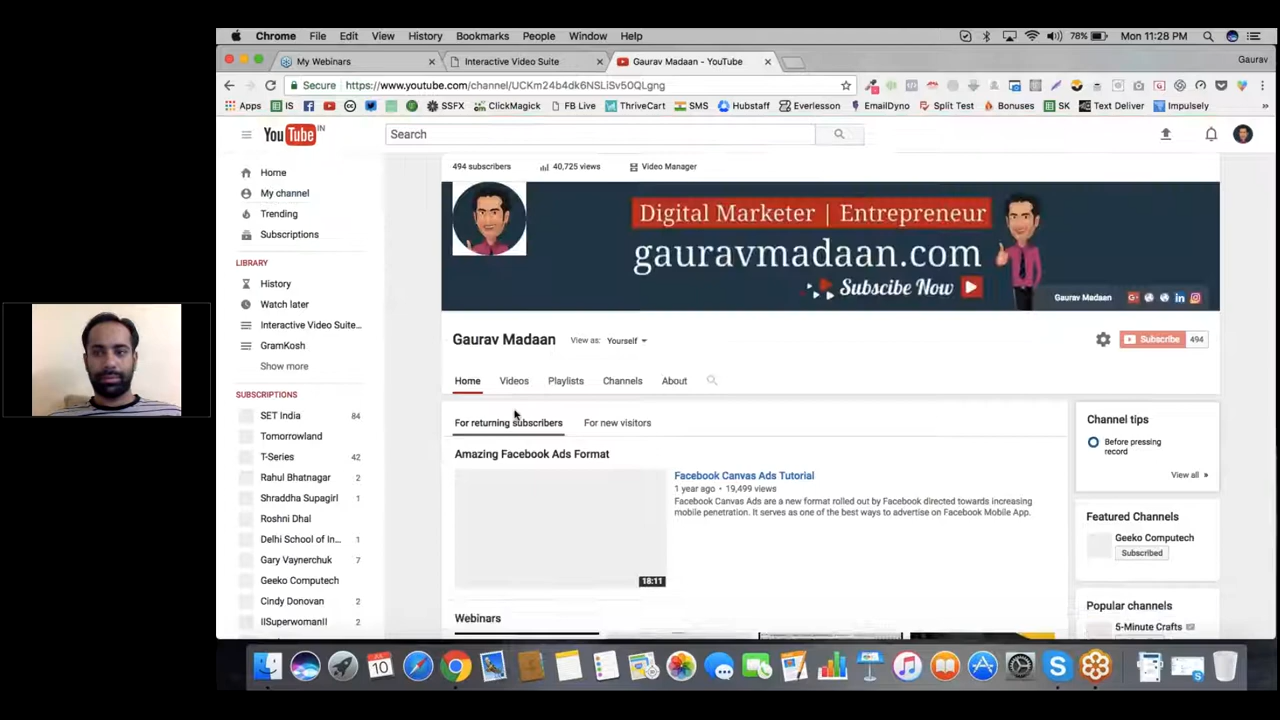 Chrome File Edit View History Bookmarks People Window Help 78% Mon 11:28 PM
My Webinars Interactive Video Suite Gaurav Madaan - YouTube Gaurav
Secure https://www.youtube.com/channel/UCKm24b4dk6NSLiSv50QLgng
Apps IS SSFX ClickMagick FB Live ThriveCart SMS Hubstaff Everlesson EmailDyno Split Test Bonuses SK Text Deliver Impulsely
YouTube IN Search
494 subscribers 40,725 views Video Manager
Home
My channel
Trending
Subscriptions
LIBRARY
History
Watch later
Interactive Video Suite...
GramKosh
Show more
SUBSCRIPTIONS
SET India 84
Tomorrowland
T-Series 42
Rahul Bhatnagar 2
Shraddha Supagirl 1
Roshni Dhal
Delhi School of In... 1
Gary Vaynerchuk 7
Geeko Computech
Cindy Donovan 2
IISuperwomanII 2
Digital Marketer | Entrepreneur
gauravmadaan.com
Subscibe Now
Gaurav Madaan
Gaurav Madaan View as: Yourself Subscribe 494
Home Videos Playlists Channels About
For returning subscribers For new visitors
Amazing Facebook Ads Format
Facebook Canvas Ads Tutorial
1 year ago • 19,499 views
Facebook Canvas Ads are a new format rolled out by Facebook directed towards increasing
mobile penetration. It serves as one of the best ways to advertise on Facebook Mobile App.
18:11
Webinars
Channel tips
Before pressing
record
View all »
Featured Channels
Geeko Computech
Subscribed
Popular channels
5-Minute Crafts
10